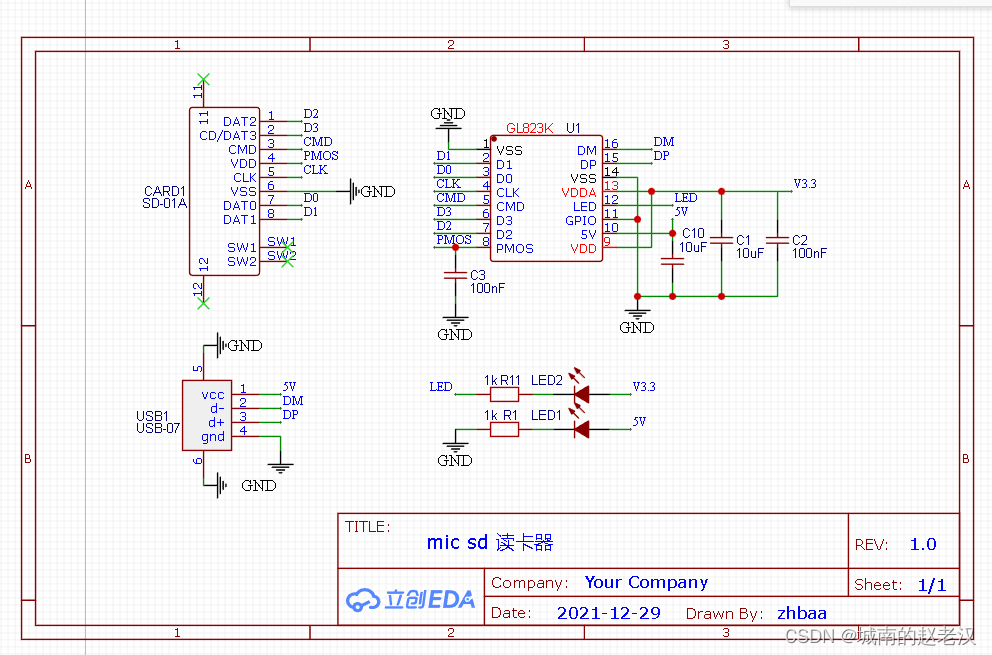 1 2 3
A A
B B
1 2 3
11
11
DAT2 1 D2
CD/DAT3 2 D3
CMD 3 CMD
VDD 4 PMOS
CLK 5 CLK
VSS 6 GND
DAT0 7 D0
DAT1 8 D1
SW1 SW1
SW2 SW2
12
12
CARD1
SD-01A
GND
GL823K U1
1 VSS
D1 2 D1
D0 3 D0
CLK 4 CLK
CMD 5 CMD
D3 6 D3
D2 7 D2
PMOS 8 PMOS
DM 16 DM
DP 15 DP
VSS 14
VDDA 13 V3.3
LED 12 LED
GPIO 11 5V
5V 10
VDD 9
C3
100nF
GND
C10
10uF
C1
10uF
C2
100nF
GND
GND
5
vcc 1 5V
d- 2 DM
d+ 3 DP
gnd 4
6
USB1
USB-07
GND
LED 1k R11 LED2 V3.3
1k R1 LED1 5V
GND
TITLE:
mic sd 读卡器
REV: 1.0
立创EDA
Company: Your Company
Sheet: 1/1
Date: 2021-12-29 Drawn By: zhbaa
CSDN @城南的赵老汉